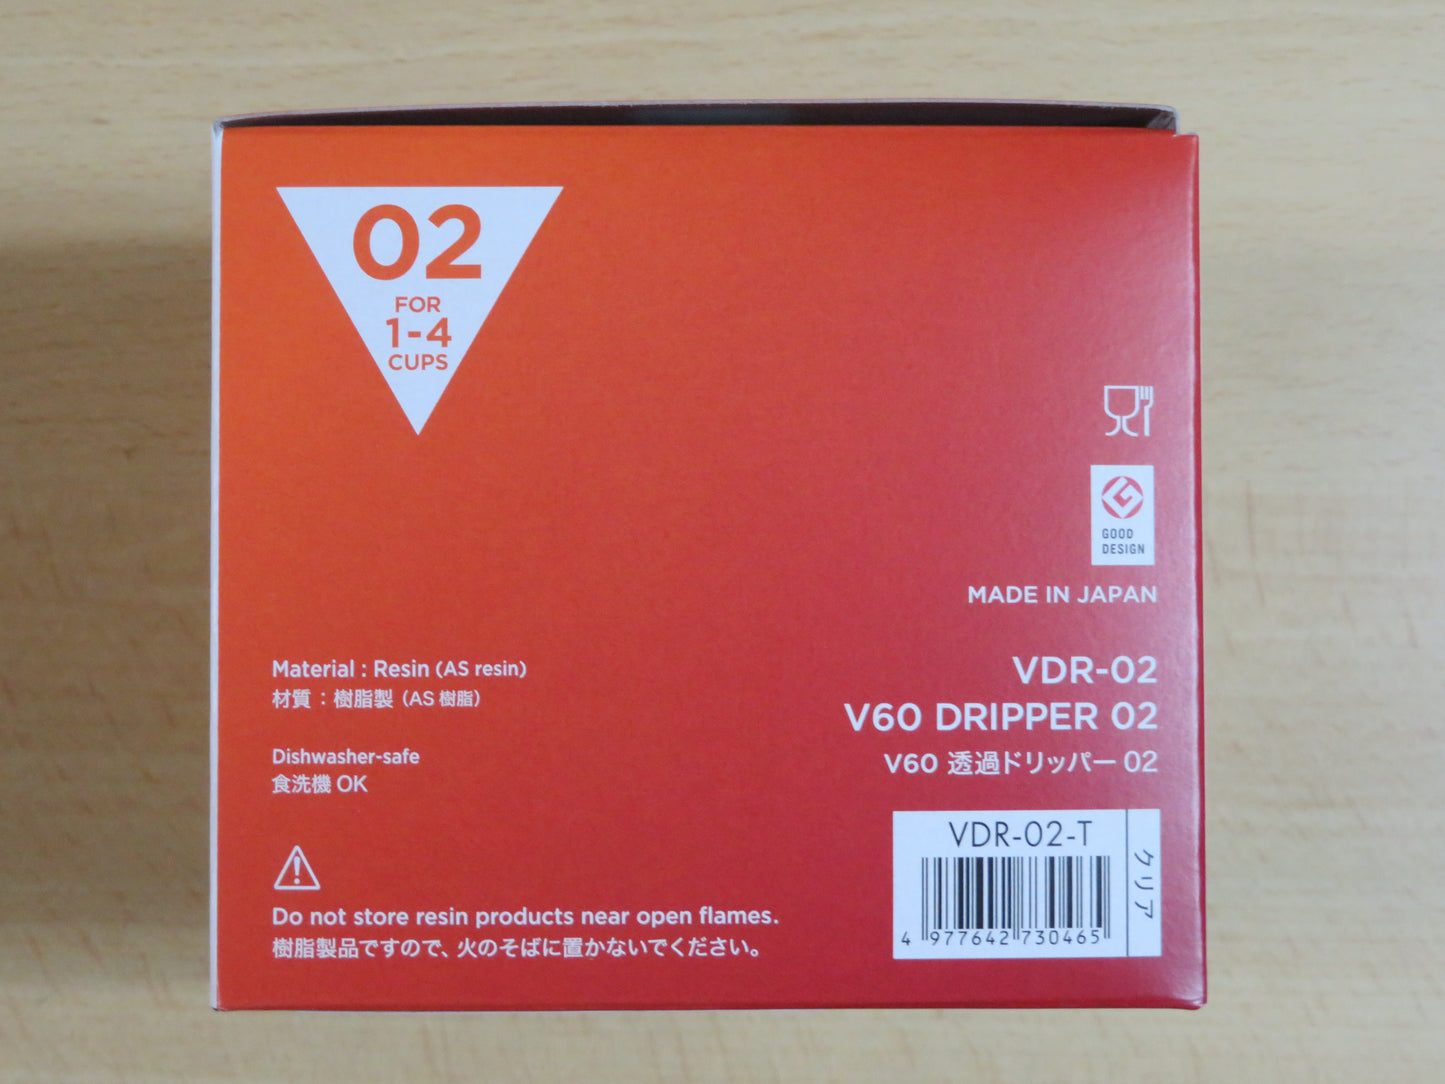 02
FOR
1-4
CUPS
GOOD
DESIGN
MADE IN JAPAN
Material : Resin (AS resin)
材質 : 樹脂製 (AS 樹脂)
Dishwasher-safe
食洗機 OK
Do not store resin products near open flames.
樹脂製品ですので、火のそばに置かないでください。
VDR-02
V60 DRIPPER 02
V60 透過ドリッパー 02
VDR-02-T
クリア
4 977642 730465